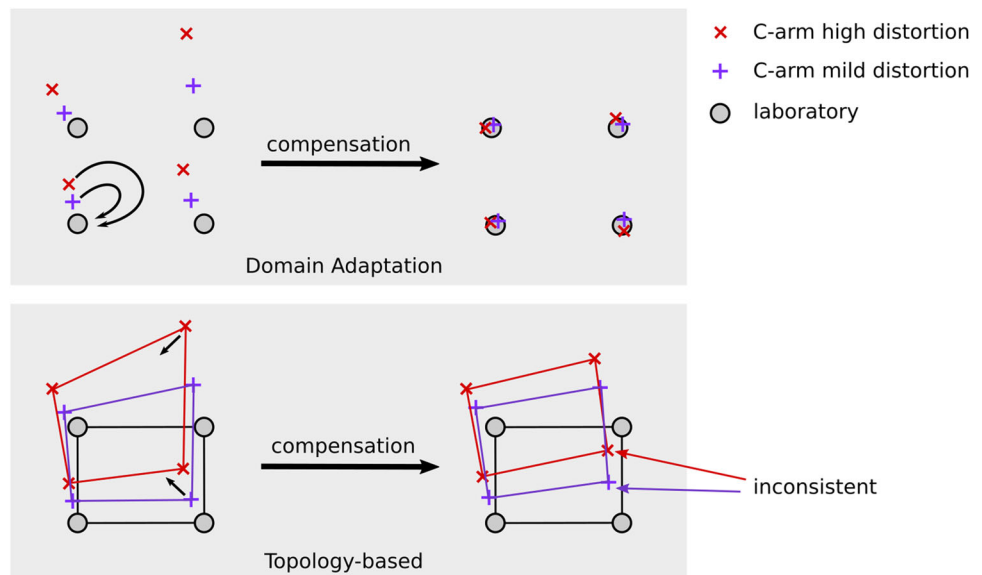 C-arm high distortion
C-arm mild distortion
laboratory
compensation
Domain Adaptation
compensation
inconsistent
Topology-based